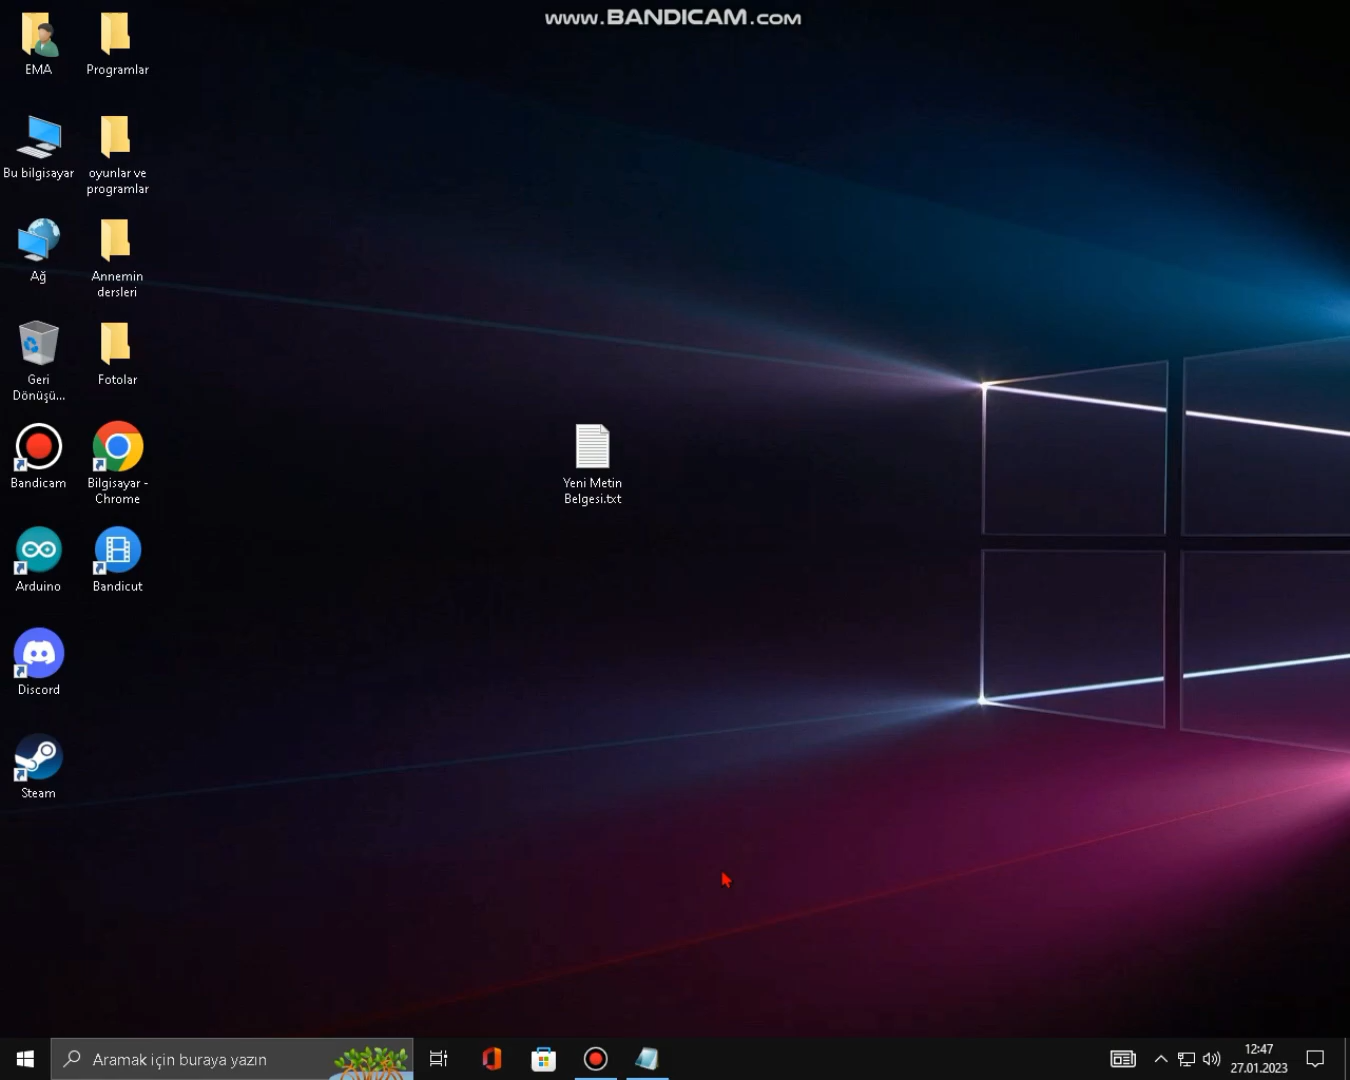 www.BANDICAM.com
EMA
Programlar
Bu bilgisayar
oyunlar ve
programlar
Ağ
Annemin
dersleri
Geri
Dönüşü...
Fotolar
Bandicam
Bilgisayar -
Chrome
Yeni Metin
Belgesi.txt
Arduino
Bandicut
Discord
Steam
Aramak için buraya yazın
12:47
27.01.2023